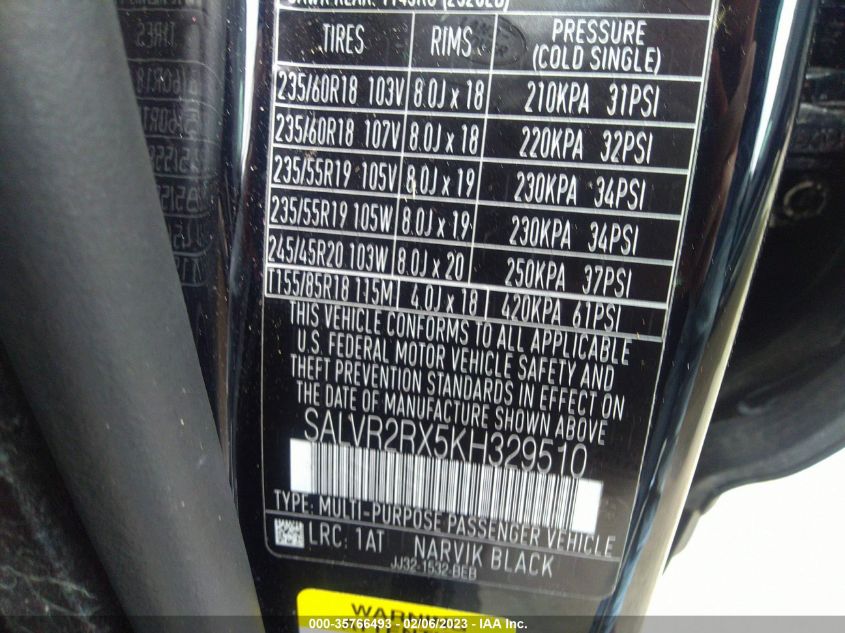 TIRES RIMS PRESSURE (COLD SINGLE)
235/60R18 103V 8.0J x 18 210KPA 31PSI
235/60R18 107V 8.0J x 18 220KPA 32PSI
235/55R19 105V 8.0J x 19 230KPA 34PSI
235/55R19 105W 8.0J x 19 230KPA 34PSI
245/45R20 103W 8.0J x 20 250KPA 37PSI
T155/85R18 115M 4.0J x 18 420KPA 61PSI
THIS VEHICLE CONFORMS TO ALL APPLICABLE
U.S. FEDERAL MOTOR VEHICLE SAFETY AND
THEFT PREVENTION STANDARDS IN EFFECT ON
THE DATE OF MANUFACTURE SHOWN ABOVE
SALVR2RX5KH329510
TYPE: MULTI-PURPOSE PASSENGER VEHICLE
LRC: 1AT NARVIK BLACK
JJ32-1532-BEB
WARNING
000-35766493 - 02/06/2023 - IAA Inc.